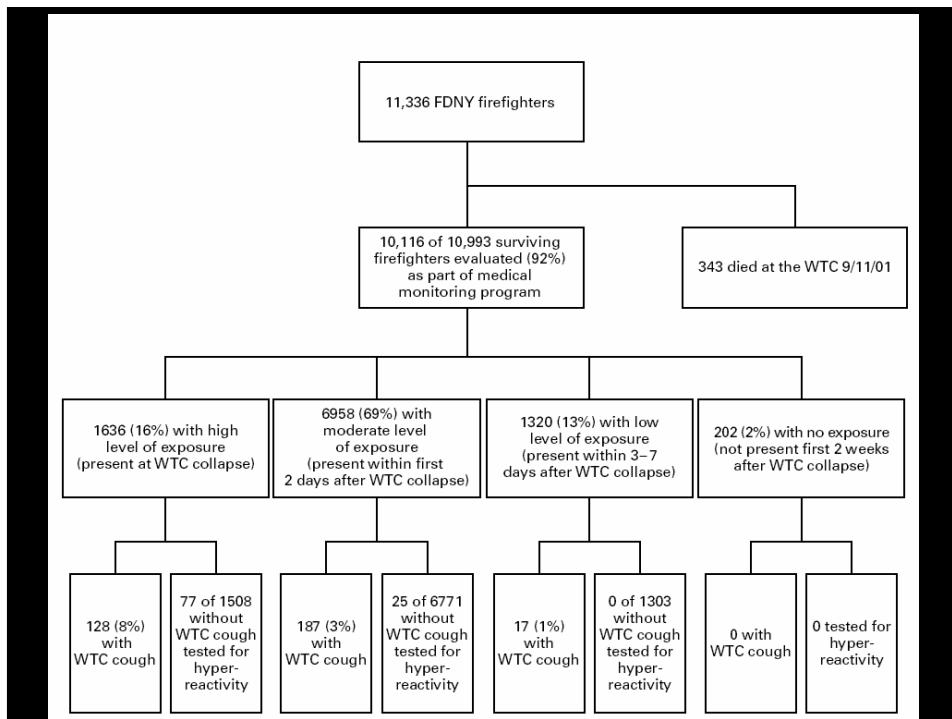 11,336 FDNY firefighters
10,116 of 10,993 surviving
firefighters evaluated (92%)
as part of medical
monitoring program
343 died at the WTC 9/11/01
1636 (16%) with high
level of exposure
(present at WTC collapse)
6958 (69%) with
moderate level
of exposure
(present within first
2 days after WTC collapse)
1320 (13%) with low
level of exposure
(present within 3–7
days after WTC collapse)
202 (2%) with no exposure
(not present first 2 weeks
after WTC collapse)
128 (8%)
with
WTC cough
77 of 1508
without
WTC cough
tested for
hyper-
reactivity
187 (3%)
with
WTC cough
25 of 6771
without
WTC cough
tested for
hyper-
reactivity
17 (1%)
with
WTC cough
0 of 1303
without
WTC cough
tested for
hyper-
reactivity
0 with
WTC cough
0 tested for
hyper-
reactivity